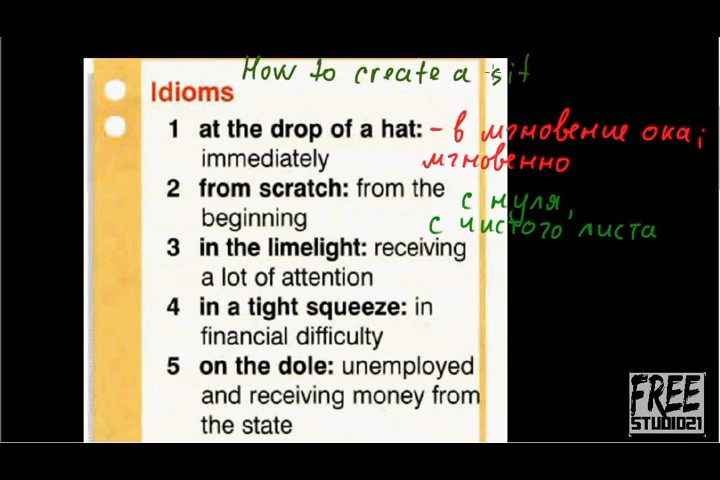 How to create a sit
Idioms
1 at the drop of a hat: - в мгновение ока;
immediately мгновенно
2 from scratch: from the
beginning с нуля,
с чистого листа
3 in the limelight: receiving
a lot of attention
4 in a tight squeeze: in
financial difficulty
5 on the dole: unemployed
and receiving money from
the state
FREE
STUDIO21